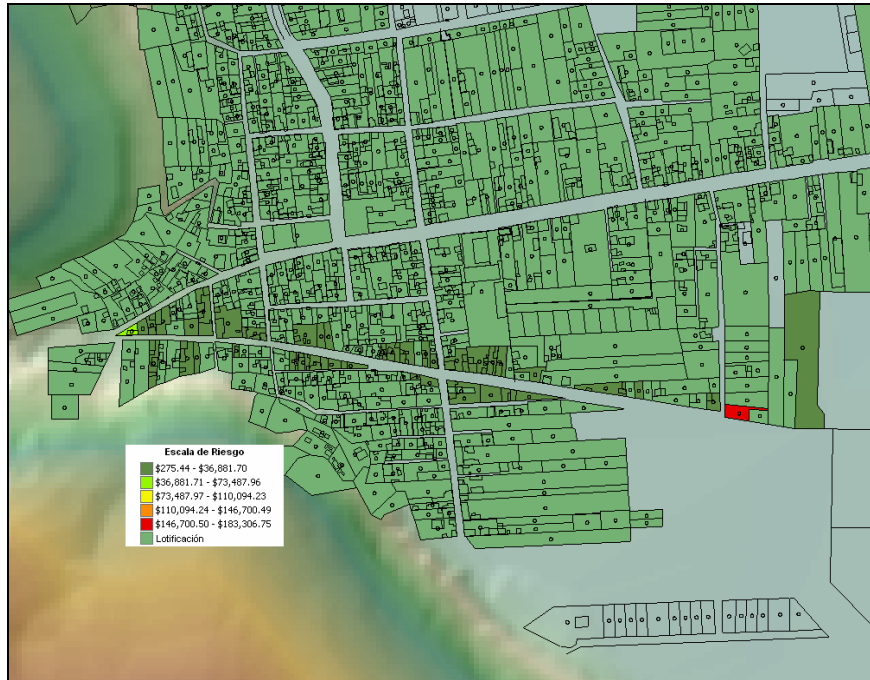 Escala de Riesgo
$275.44 - $36,881.70
$36,881.71 - $73,487.96
$73,487.97 - $110,094.23
$110,094.24 - $146,700.49
$146,700.50 - $183,306.75
Lotificación